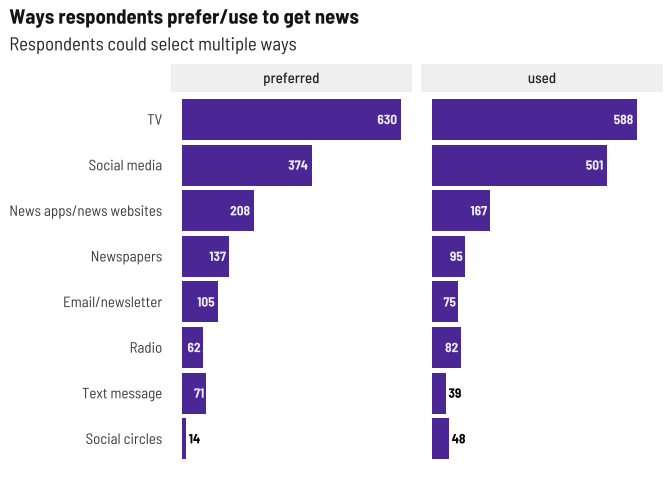 Ways respondents prefer/use to get news
Respondents could select multiple ways
preferred used
TV 630 588
Social media 374 501
News apps/news websites 208 167
Newspapers 137 95
Email/newsletter 105 75
Radio 62 82
Text message 71 39
Social circles 14 48